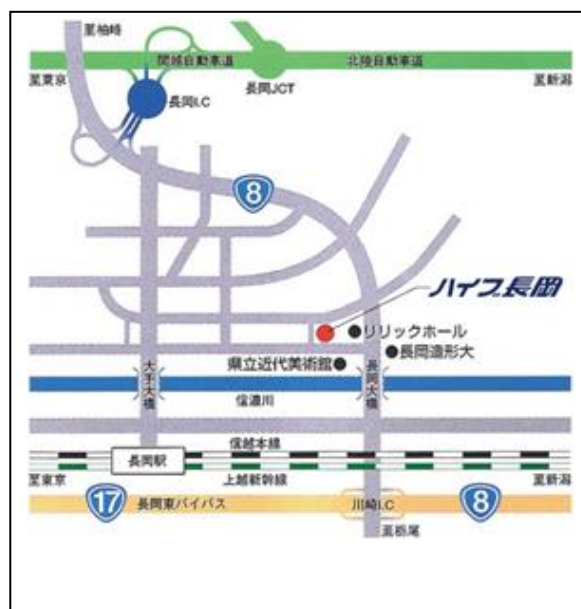 至柏崎
関越自動車道
北陸自動車道
至東京
長岡I.C
長岡JCT
至新潟
8
ハイブ長岡
リリックホール
長岡造形大
県立近代美術館
大手大橋
長岡大橋
信濃川
信越本線
長岡駅
至東京
上越新幹線
至新潟
17
長岡東バイパス
川崎I.C
8
至栃尾